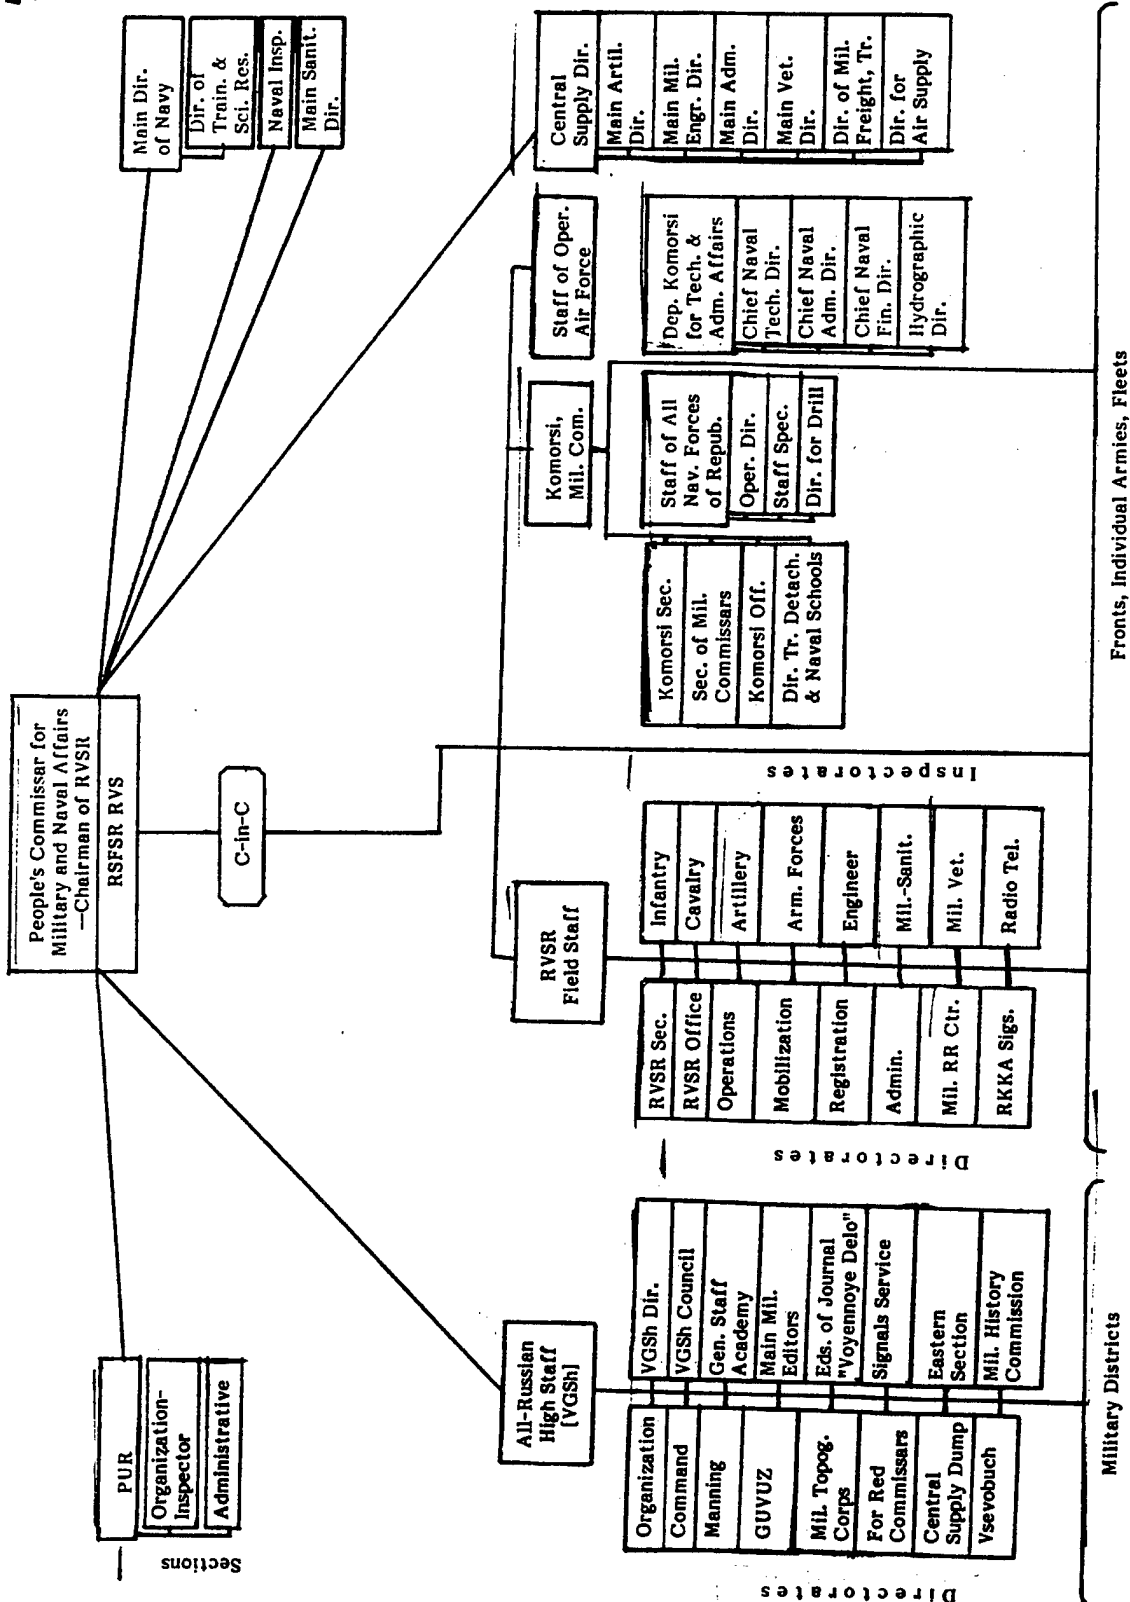 People's Commissar for
Military and Naval Affairs
—Chairman of RVSR
RSFSR RVS
C-in-C
PUR
Organization-
Inspector
Administrative
Sections
Main Dir.
of Navy
Dir. of
Train. &
Sci. Res.
Naval Insp.
Main Sanit.
Dir.
All-Russian
High Staff
[VGSh]
RVSR
Field Staff
Komorsi,
Mil. Com.
Staff of Oper.
Air Force
Central
Supply Dir.
Main Artil.
Dir.
Main Mil.
Engr. Dir.
Main Adm.
Dir.
Main Vet.
Dir.
Dir. of Mil.
Freight, Tr.
Dir. for
Air Supply
Directorates
Organization
Command
Manning
GUVUZ
Mil. Topog.
Corps
For Red
Commissars
Central
Supply Dump
Vsevobuch
VGSh Dir.
VGSh Council
Gen. Staff
Academy
Main Mil.
Editors
Eds. of Journal
"Voyennoye Delo"
Signals Service
Eastern
Section
Mil. History
Commission
Directorates
RVSR Sec.
RVSR Office
Operations
Mobilization
Registration
Admin.
Mil. RR Ctr.
RKKA Sigs.
Infantry
Cavalry
Artillery
Arm. Forces
Engineer
Mil.-Sanit.
Mil. Vet.
Radio Tel.
Inspectorates
Komorsi Sec.
Sec. of Mil.
Commissars
Komorsi Off.
Dir. Tr. Detach.
& Naval Schools
Staff of All
Nav. Forces
of Repub.
Oper. Dir.
Staff Spec.
Dir. for Drill
Dep. Komorsi
for Tech. &
Adm. Affairs
Chief Naval
Tech. Dir.
Chief Naval
Adm. Dir.
Chief Naval
Fin. Dir.
Hydrographic
Dir.
Military Districts
Fronts, Individual Armies, Fleets